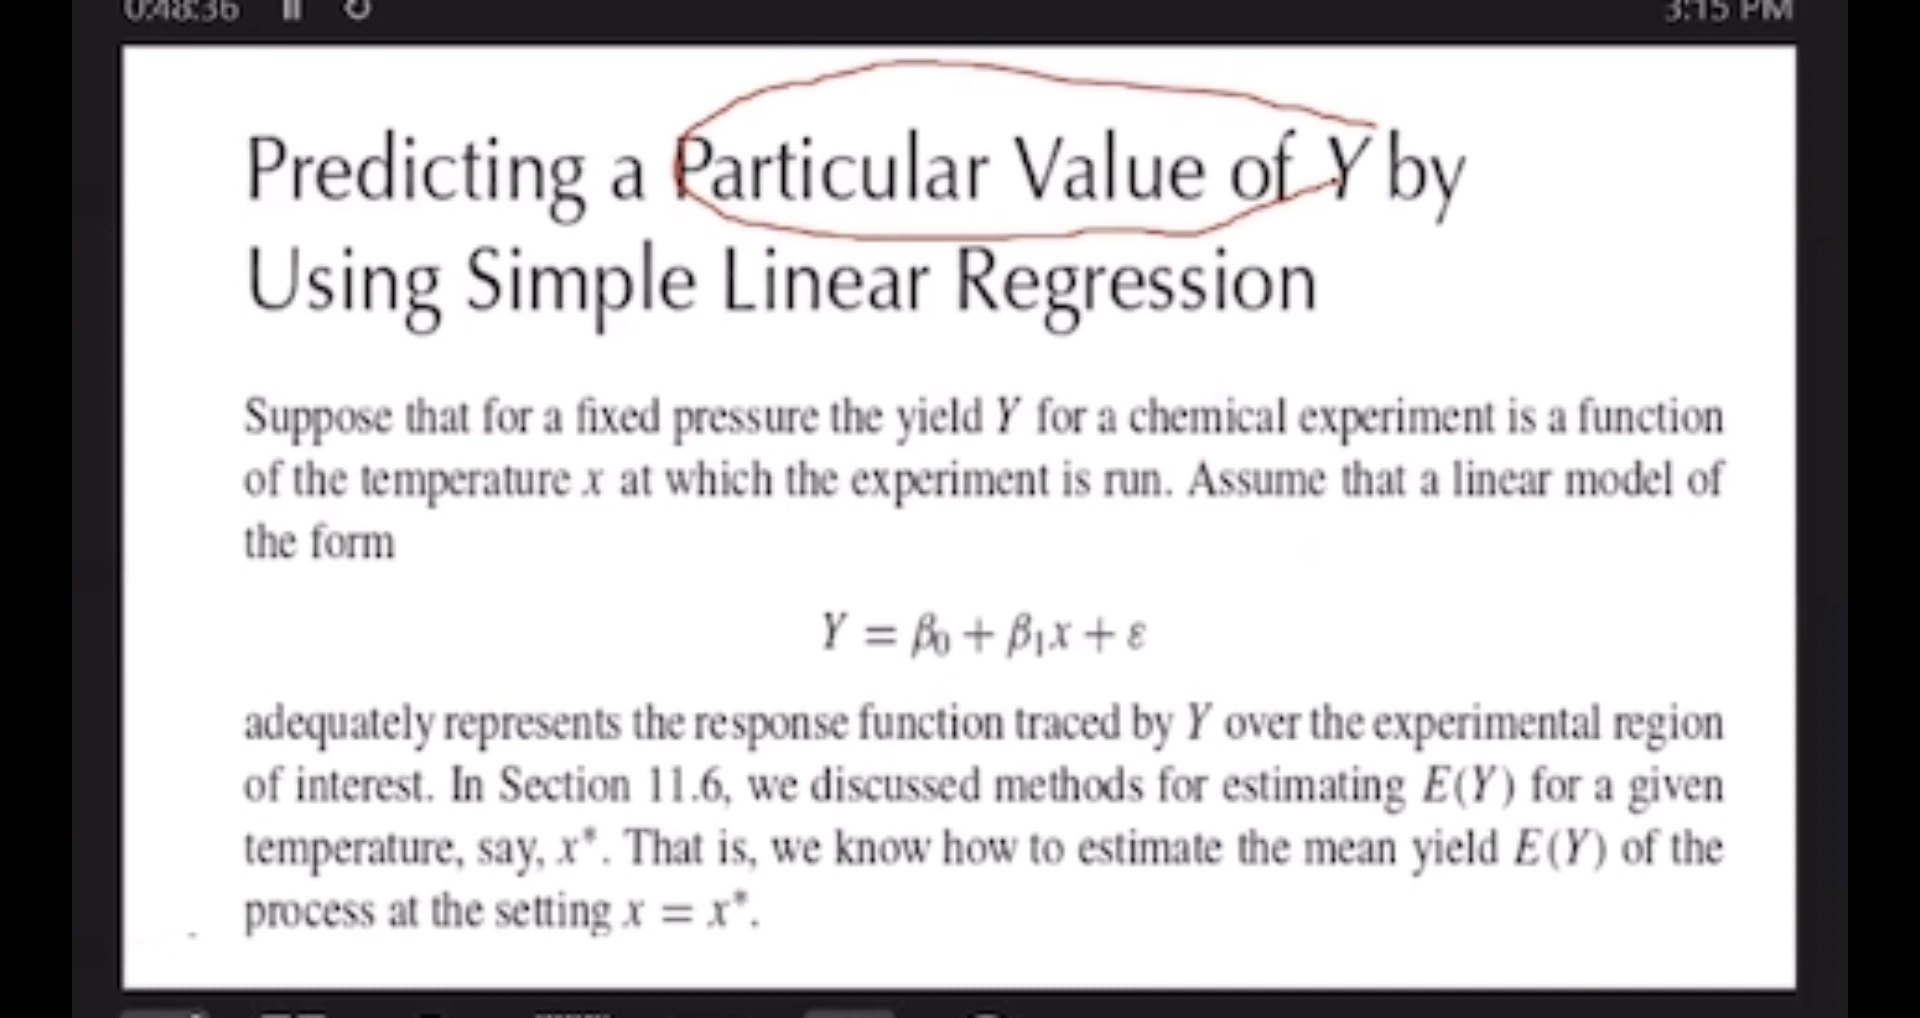 0:48:36
3:15 PM
Predicting a Particular Value of Y by
Using Simple Linear Regression
Suppose that for a fixed pressure the yield Y for a chemical experiment is a function
of the temperature x at which the experiment is run. Assume that a linear model of
the form
Y = β₀ + β₁x + ε
adequately represents the response function traced by Y over the experimental region
of interest. In Section 11.6, we discussed methods for estimating E(Y) for a given
temperature, say, x*. That is, we know how to estimate the mean yield E(Y) of the
process at the setting x = x*.